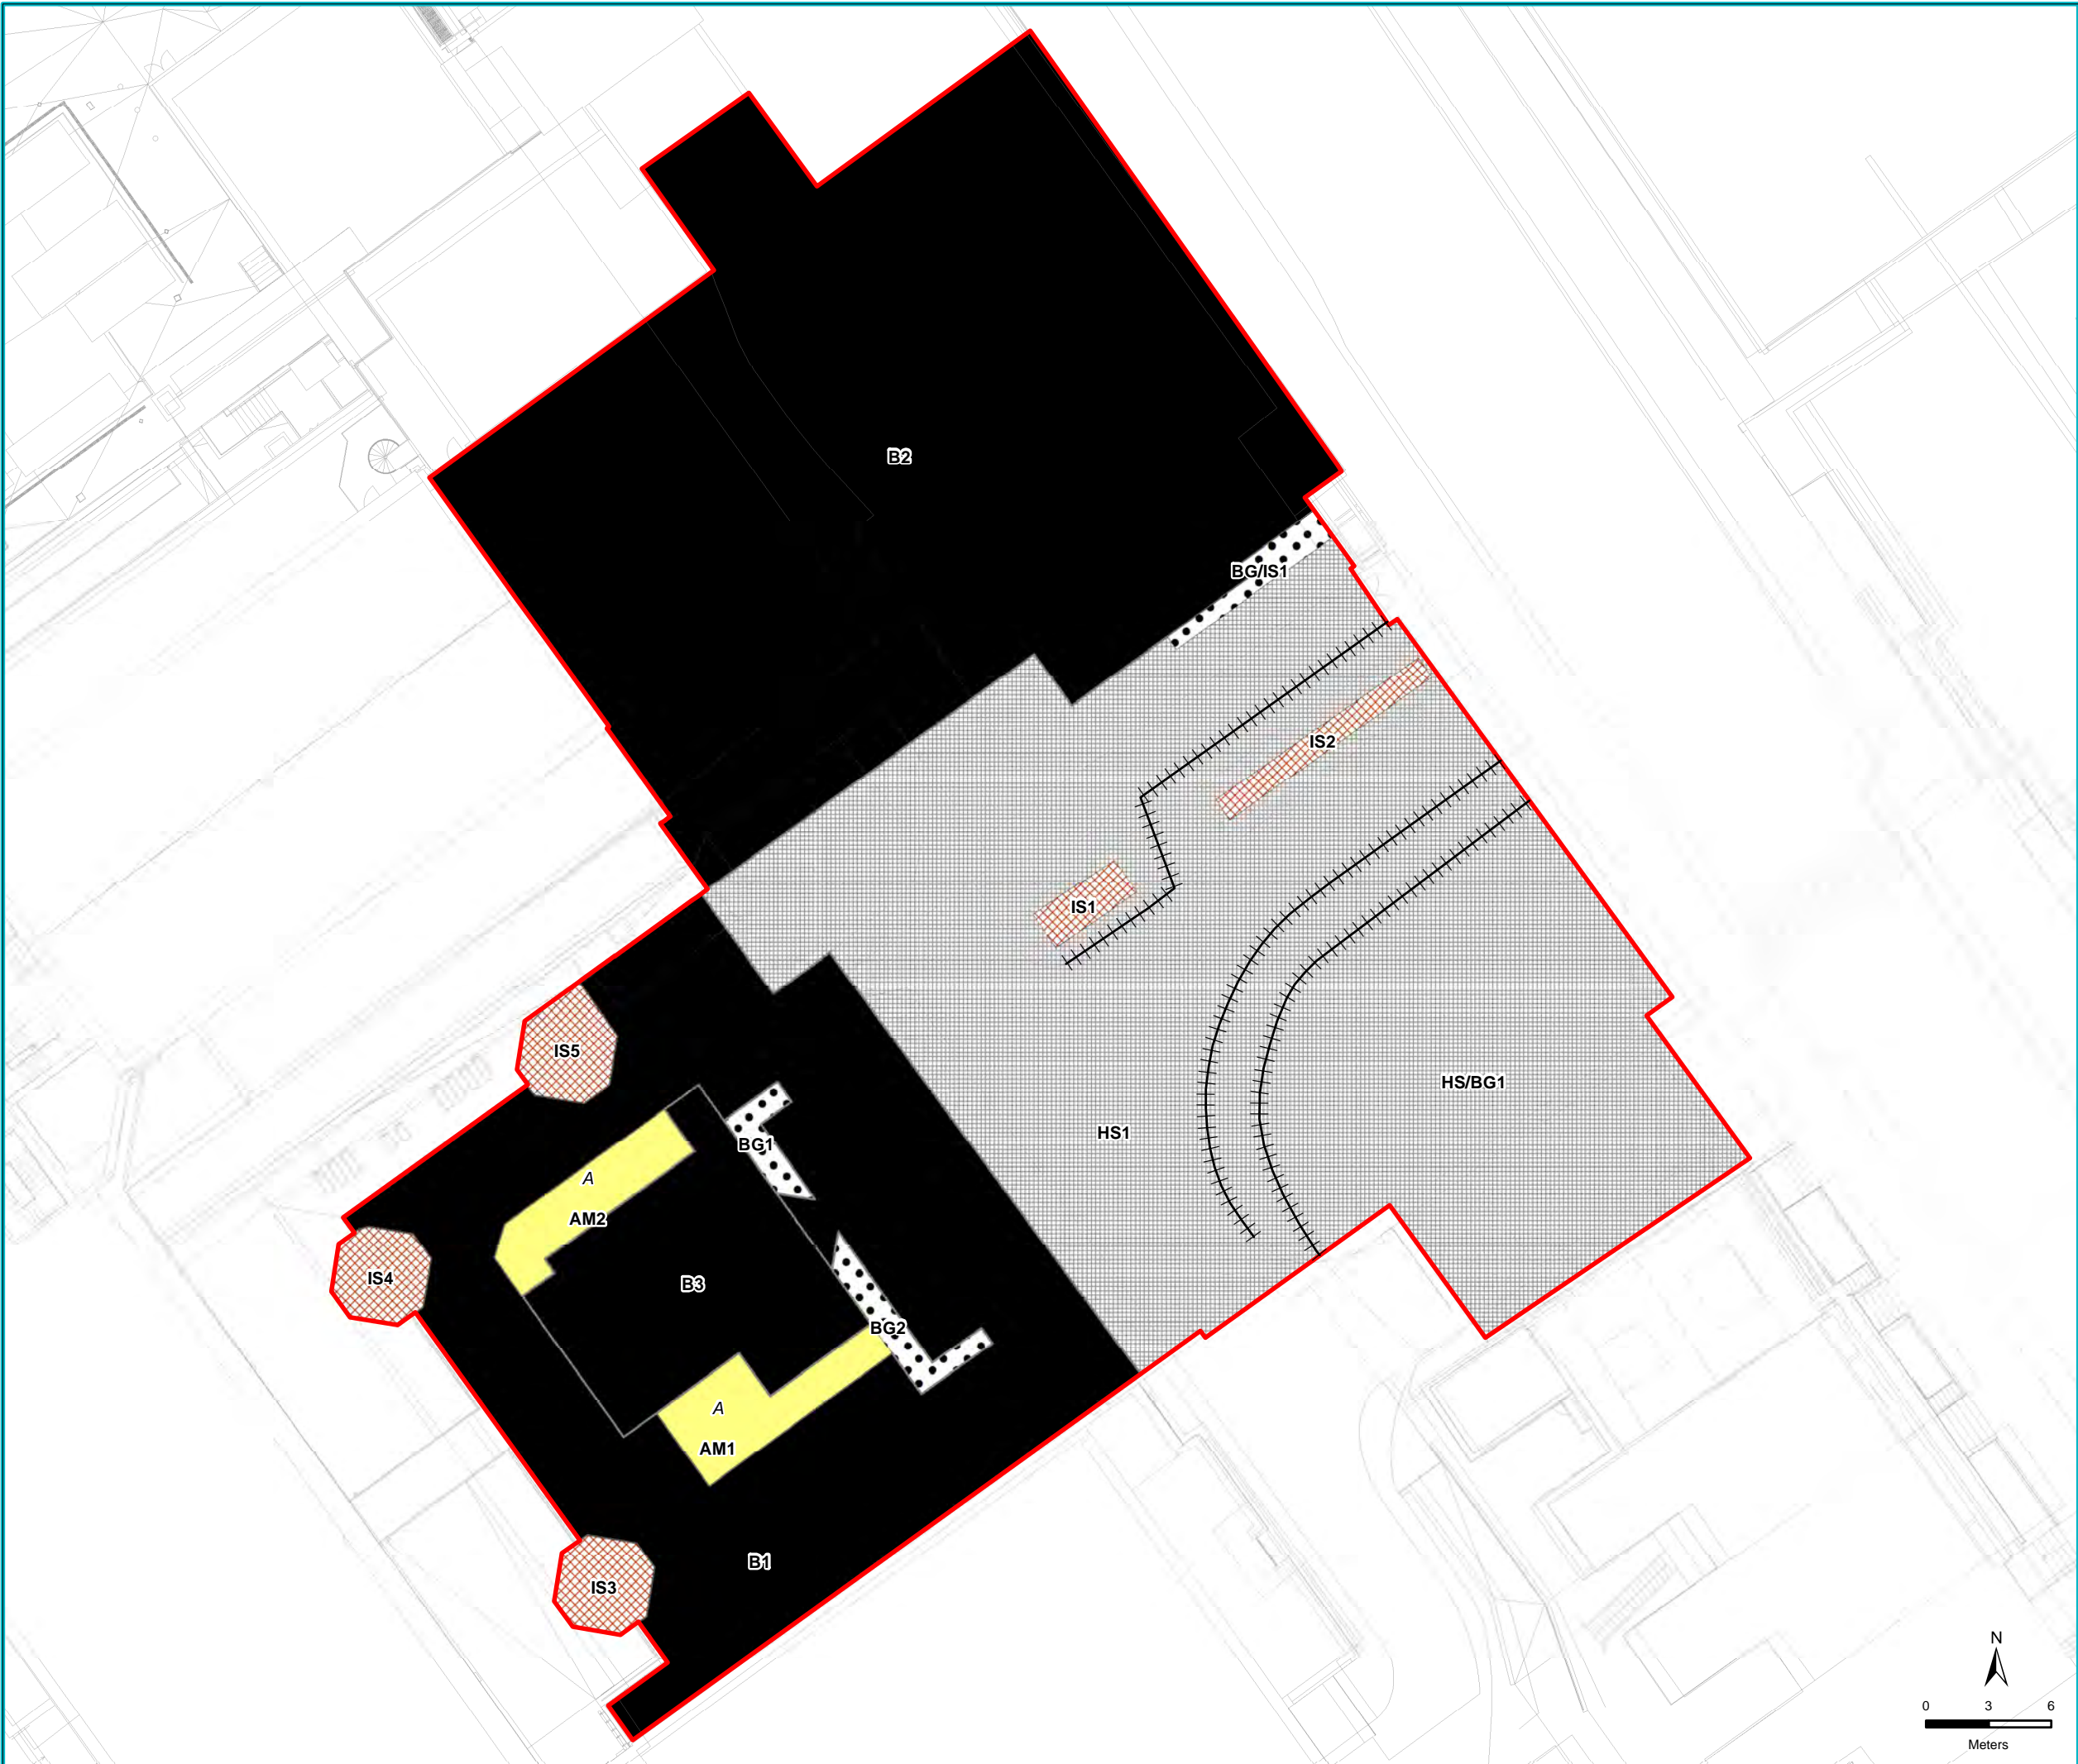 B2
BG/IS1
IS2
IS1
IS5
HS/BG1
HS1
BG1
A
AM2
IS4
B3
BG2
A
AM1
B1
IS3
N
0 3 6
Meters